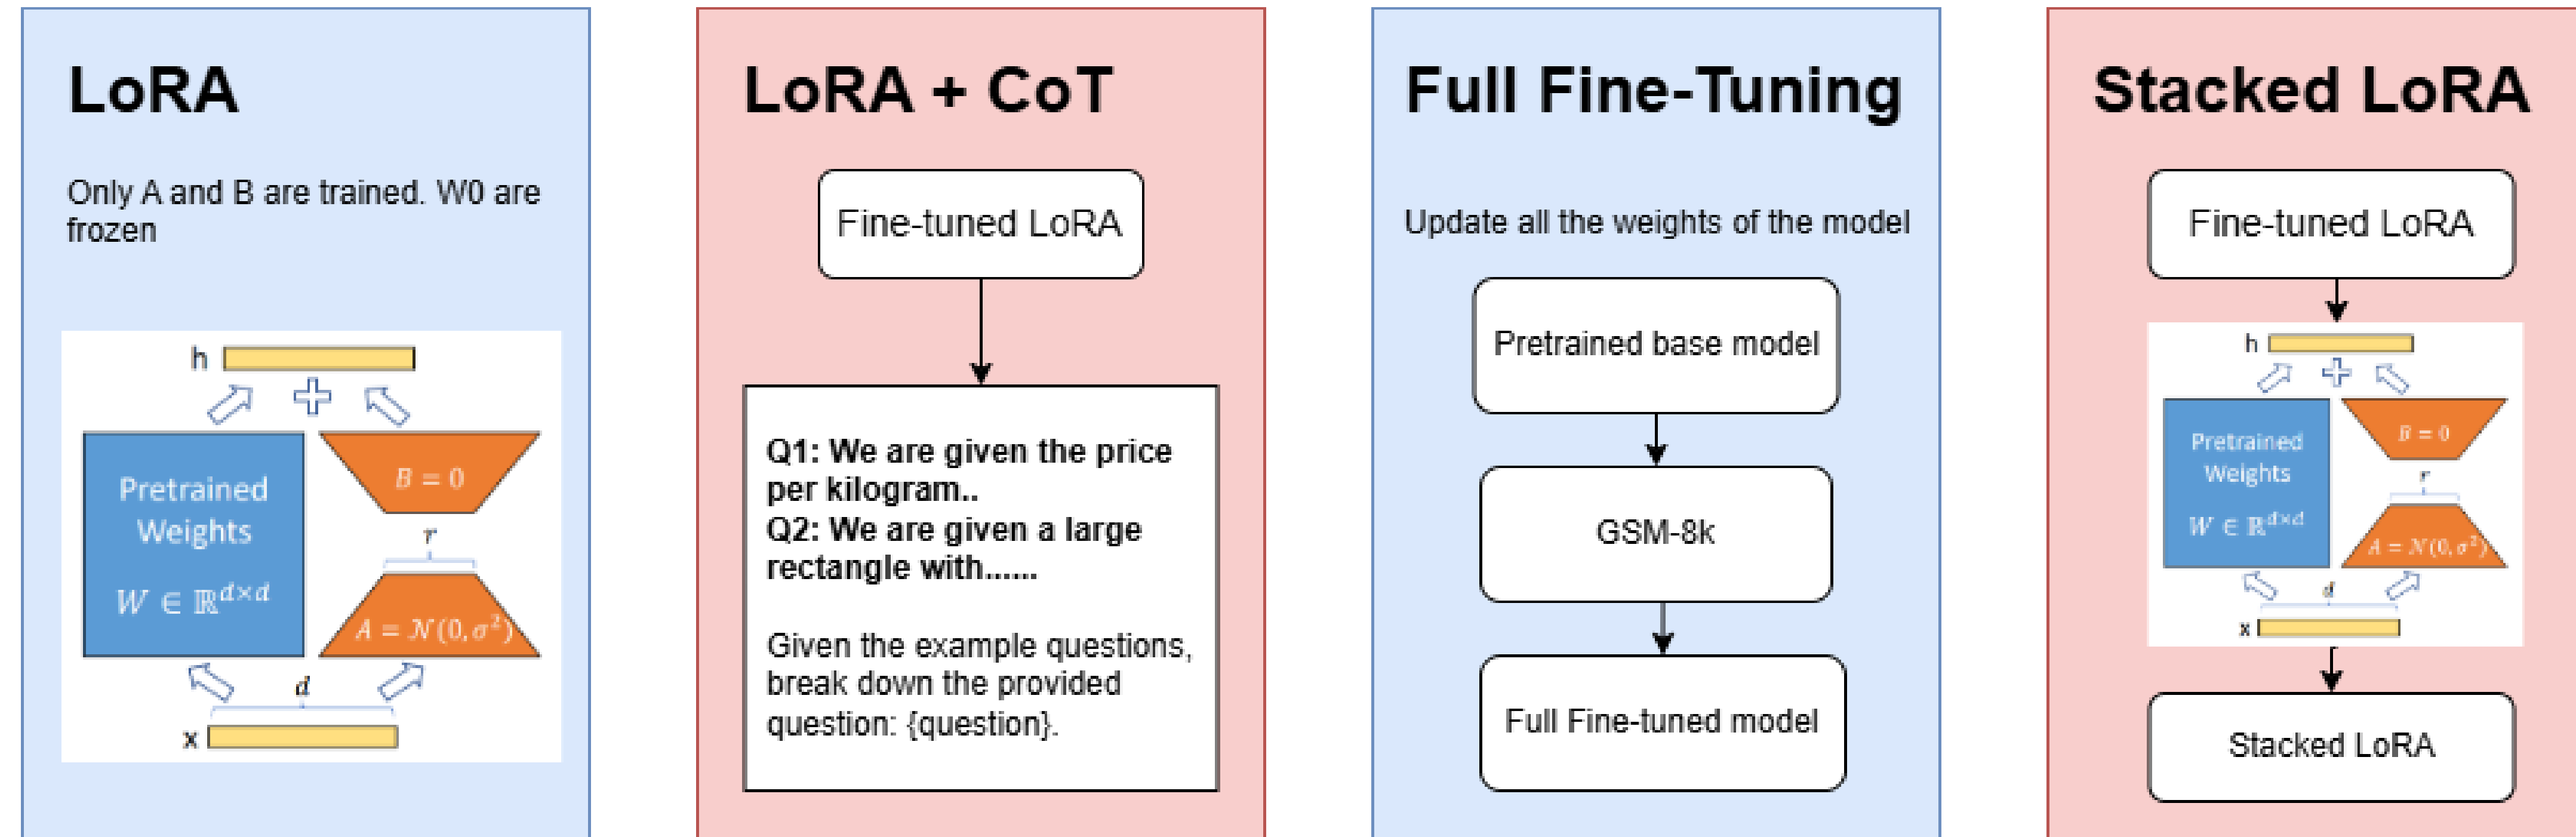 LoRA
Only A and B are trained. W0 are
frozen
h
Pretrained
Weights
W ∈ ℝ^{d×d}
B = 0
r
A = 𝒩(0, σ²)
d
x
LoRA + CoT
Fine-tuned LoRA
Q1: We are given the price
per kilogram..
Q2: We are given a large
rectangle with......
Given the example questions,
break down the provided
question: {question}.
Full Fine-Tuning
Update all the weights of the model
Pretrained base model
GSM-8k
Full Fine-tuned model
Stacked LoRA
Fine-tuned LoRA
h
Pretrained
Weights
W ∈ ℝ^{d×d}
B = 0
r
A = 𝒩(0, σ²)
d
x
Stacked LoRA